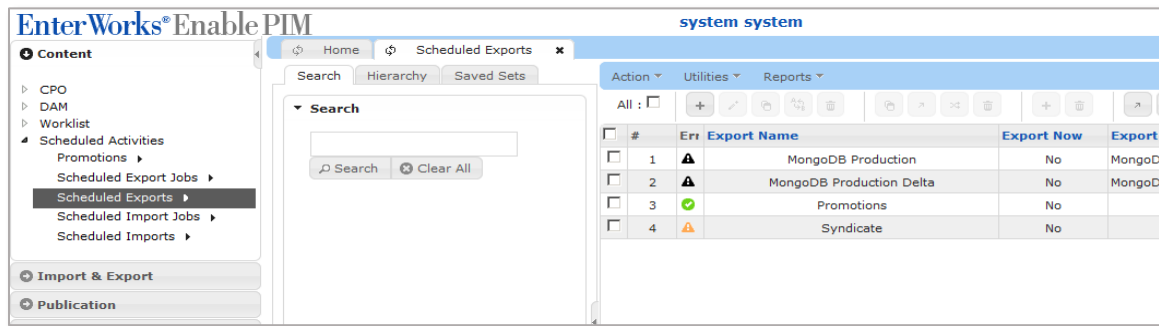 EnterWorks® Enable PIM
system system
Content
CPO
DAM
Worklist
Scheduled Activities
Promotions
Scheduled Export Jobs
Scheduled Exports
Scheduled Import Jobs
Scheduled Imports
Import & Export
Publication
Home Scheduled Exports
Search Hierarchy Saved Sets
Search
Search Clear All
Action Utilities Reports
All :
# Err Export Name Export Now Export
1 MongoDB Production No MongoD
2 MongoDB Production Delta No MongoD
3 Promotions No
4 Syndicate No